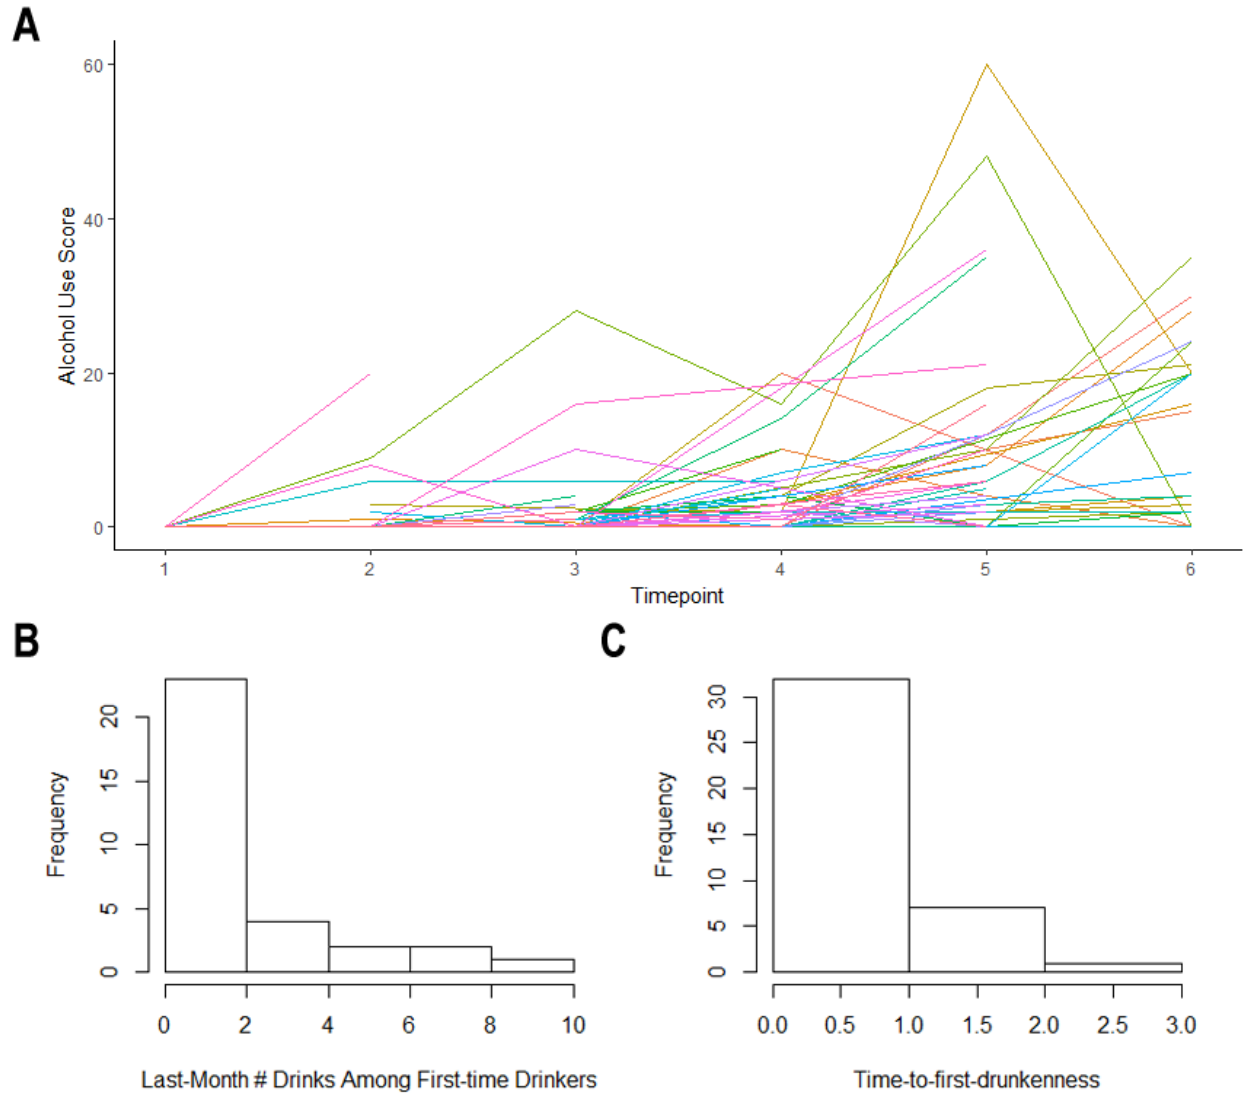 A
60
40
20
0
Alcohol Use Score
1 2 3 4 5 6
Timepoint
B
20
15
10
5
0
Frequency
0 2 4 6 8 10
Last-Month # Drinks Among First-time Drinkers
C
30
25
20
15
10
5
0
Frequency
0.0 0.5 1.0 1.5 2.0 2.5 3.0
Time-to-first-drunkenness